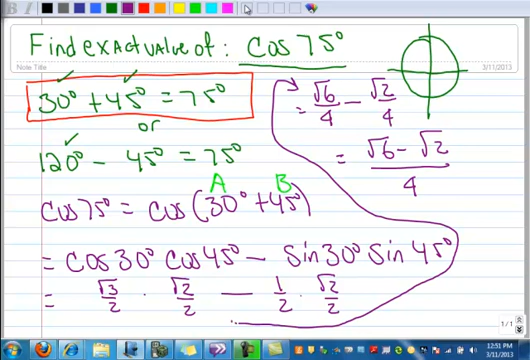 Find exact value of: cos 75°
Note Title
3/11/2013
30° + 45° = 75°
or
120° - 45° = 75°
A B
cos 75° = cos(30° + 45°)
= cos 30° cos 45° - sin 30° sin 45°
= √3/2 · √2/2 - 1/2 · √2/2
= √6/4 - √2/4
= √6 - √2 / 4
1/1
12:51 PM
3/11/2013